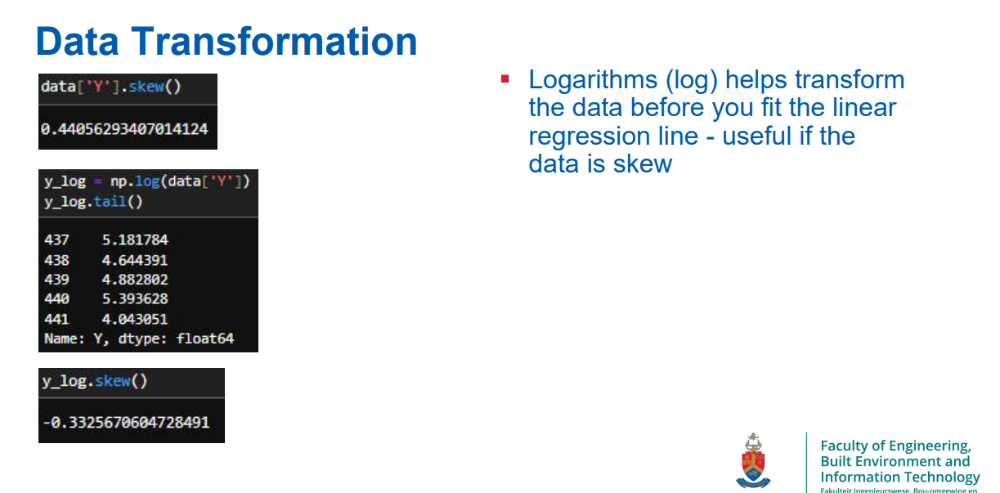 Data Transformation
data['Y'].skew()
0.44056293407014124
y_log = np.log(data['Y'])
y_log.tail()
437 5.181784
438 4.644391
439 4.882802
440 5.393628
441 4.043051
Name: Y, dtype: float64
y_log.skew()
-0.3325670604728491
▪ Logarithms (log) helps transform
the data before you fit the linear
regression line - useful if the
data is skew
Faculty of Engineering,
Built Environment and
Information Technology
Fakulteit Ingenieurswese, Bou-omgewing en